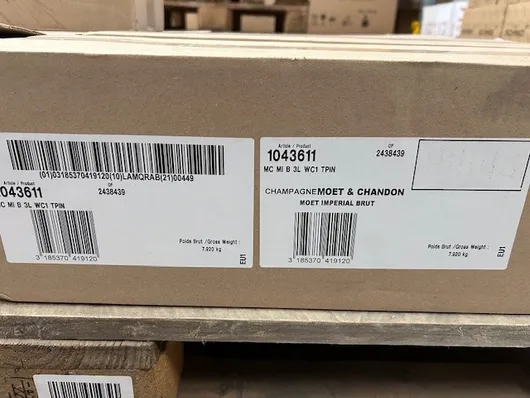 (01)03185370419120(10)LAMQRAB(21)00449
Article / Product
OF
043611
2438439
C MI B 3L WC1 TPIN
Poids Brut /Gross Weight :
7,920 kg
3 185370 419120
EU1
Article / Product
OF
1043611
2438439
MC MI B 3L WC1 TPIN
CHAMPAGNE MOET & CHANDON
MOET IMPERIAL BRUT
Poids Brut /Gross Weight :
7,920 kg
3 185370 419120
EU1